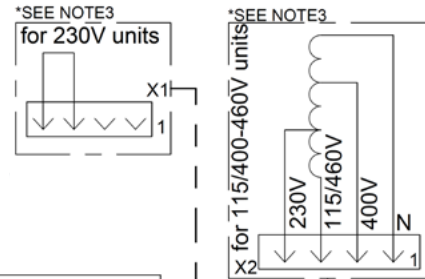 *SEE NOTE3
for 230V units
X1
1
*SEE NOTE3
for 115/400-460V units
230V
115/460V
400V
N
X2
1